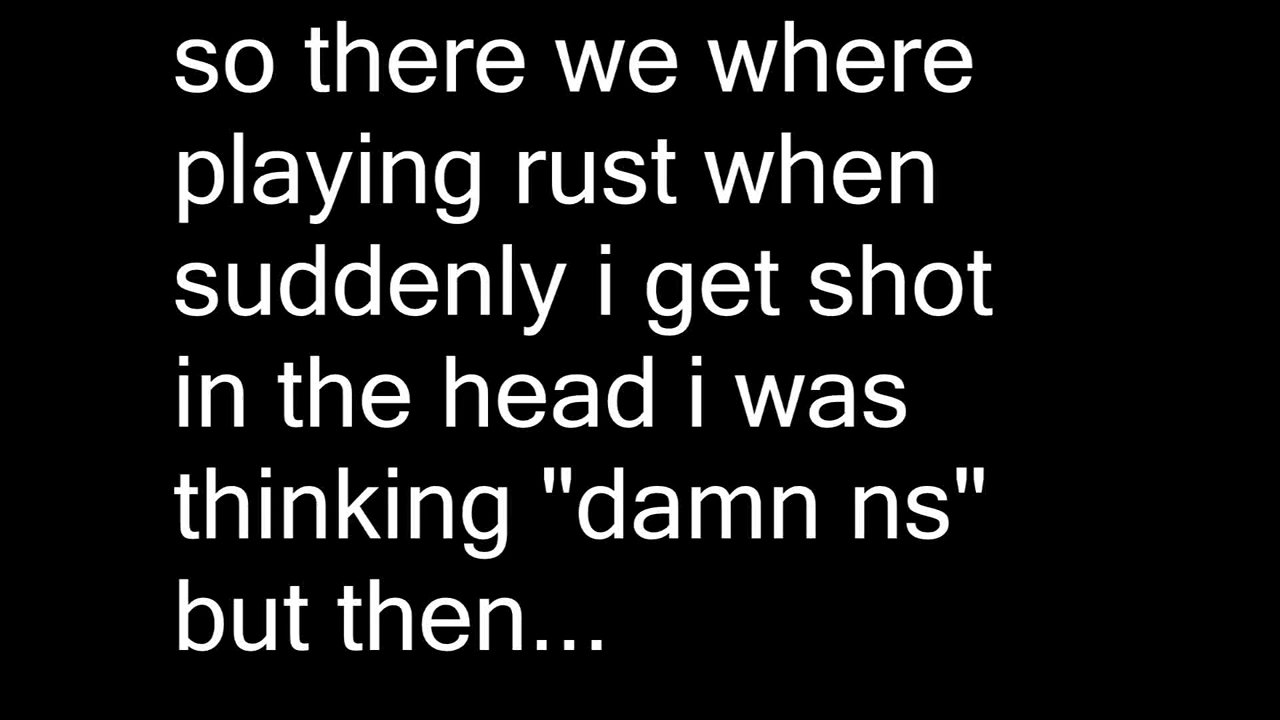 so there we where
playing rust when
suddenly i get shot
in the head i was
thinking "damn ns"
but then...